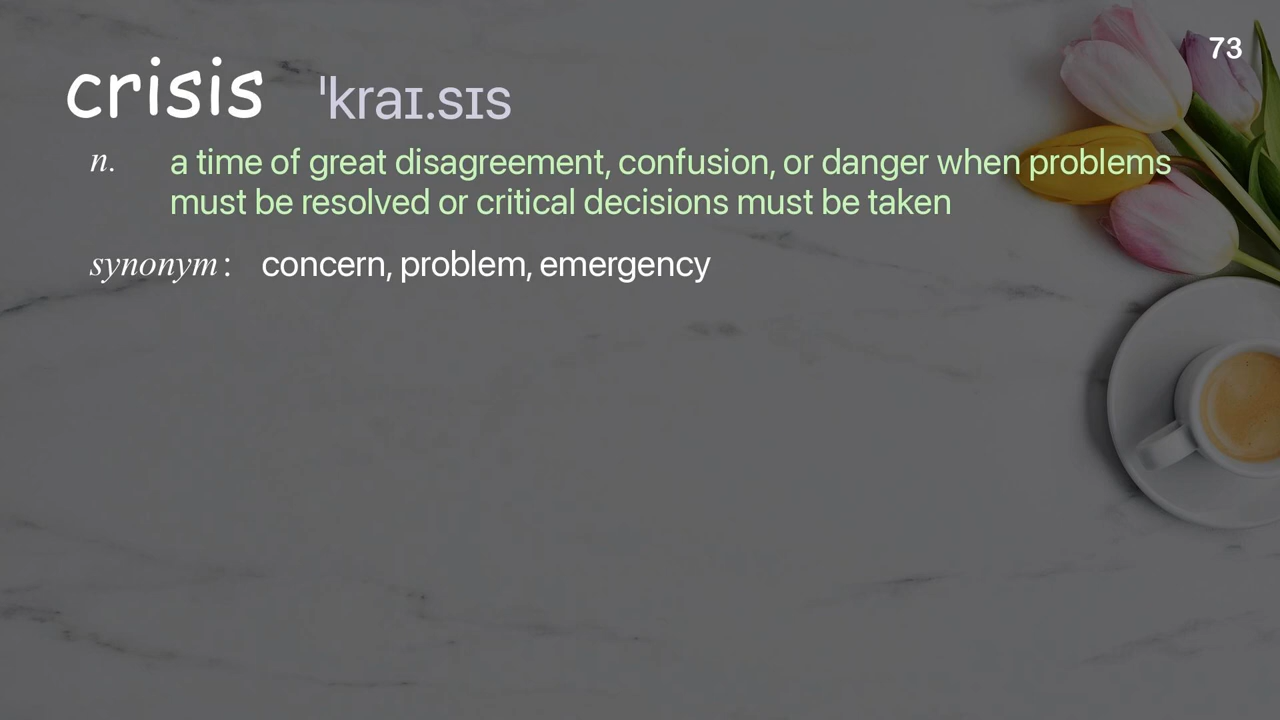 73
crisis ˈkraɪ.sɪs
n. a time of great disagreement, confusion, or danger when problems
must be resolved or critical decisions must be taken
synonym : concern, problem, emergency